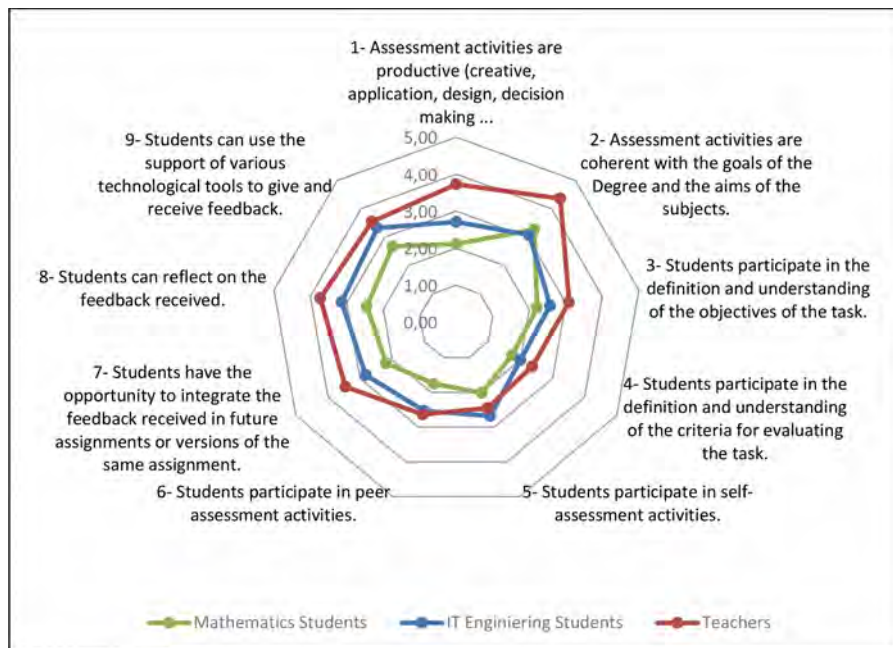 1- Assessment activities are
productive (creative,
application, design, decision
making ...
5,00
4,00
3,00
2,00
1,00
0,00
2- Assessment activities are
coherent with the goals of the
Degree and the aims of the
subjects.
3- Students participate in the
definition and understanding
of the objectives of the task.
4- Students participate in the
definition and understanding
of the criteria for evaluating
the task.
5- Students participate in self-
assessment activities.
6- Students participate in peer
assessment activities.
7- Students have the
opportunity to integrate the
feedback received in future
assignments or versions of the
same assignment.
8- Students can reflect on the
feedback received.
9- Students can use the
support of various
technological tools to give and
receive feedback.
Mathematics Students
IT Enginiering Students
Teachers